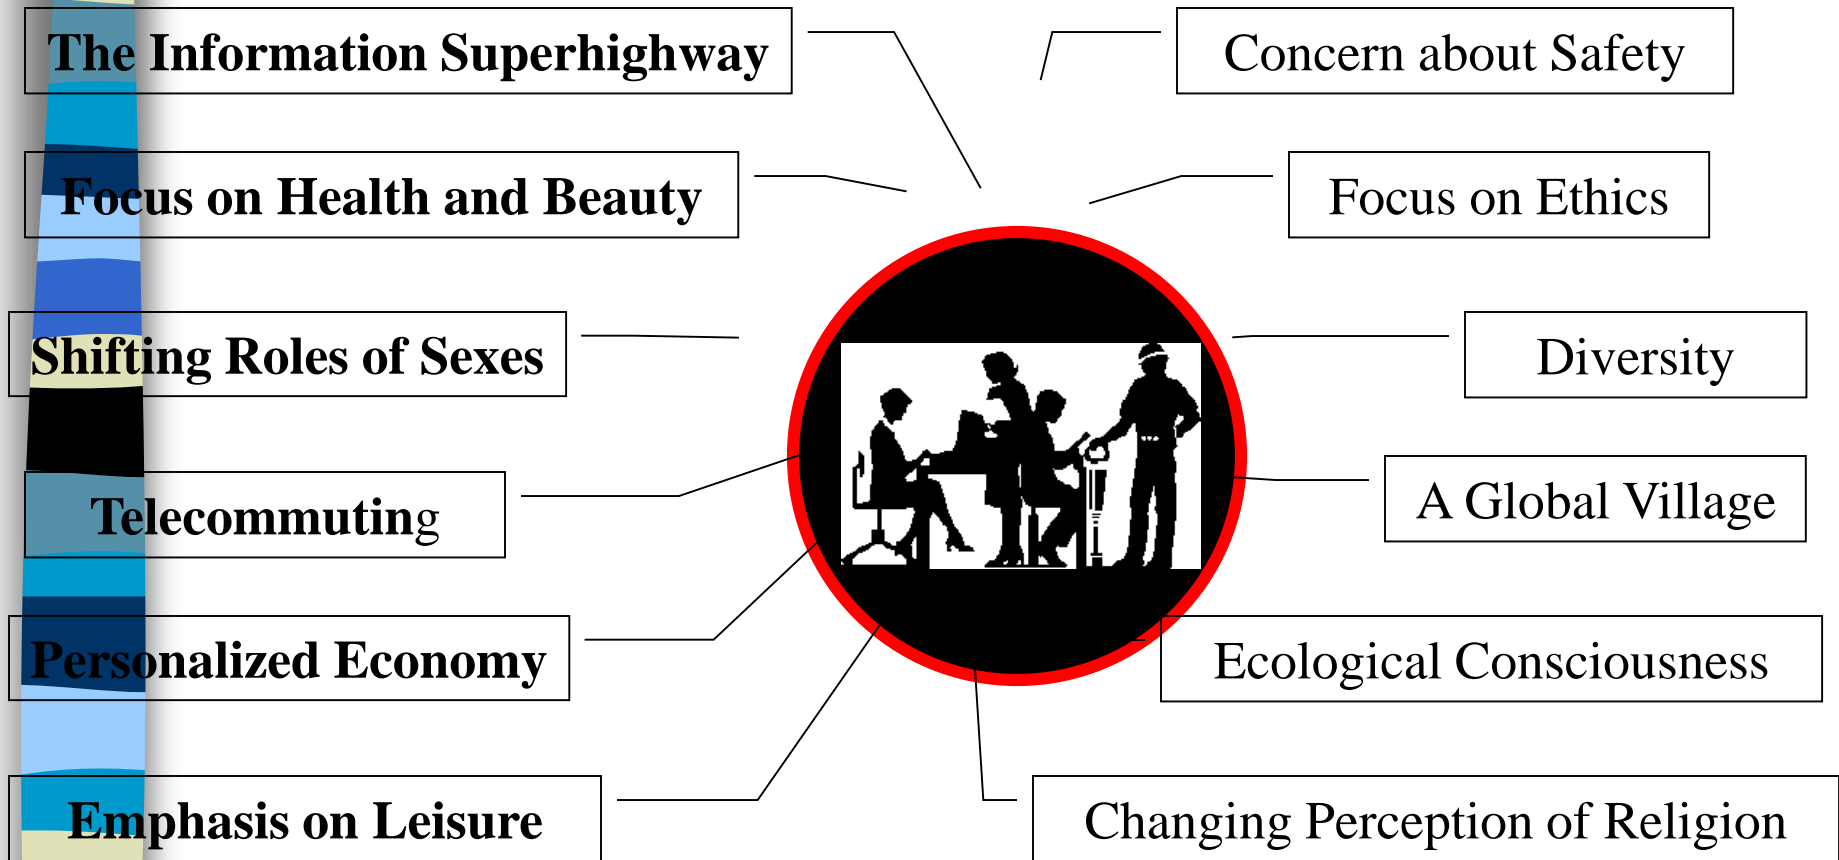 The Information Superhighway
Concern about Safety
Focus on Health and Beauty
Focus on Ethics
Shifting Roles of Sexes
Diversity
Telecommuting
A Global Village
Personalized Economy
Ecological Consciousness
Emphasis on Leisure
Changing Perception of Religion